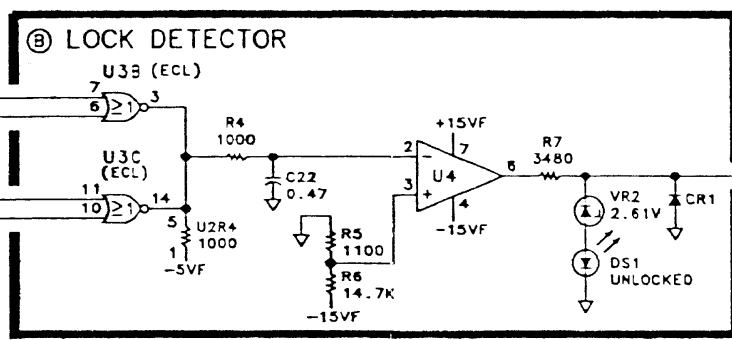 B LOCK DETECTOR
U3B (ECL)
7
6
≥1
3
U3C
(ECL)
11
10
≥1
14
5
U2R4
1000
1
-5VF
R4
1000
C22
0.47
R5
1100
R6
14.7K
-15VF
+15VF
2
-
7
U4
6
3
+
4
-15VF
R7
3480
VR2
2.61V
CR1
DS1
UNLOCKED